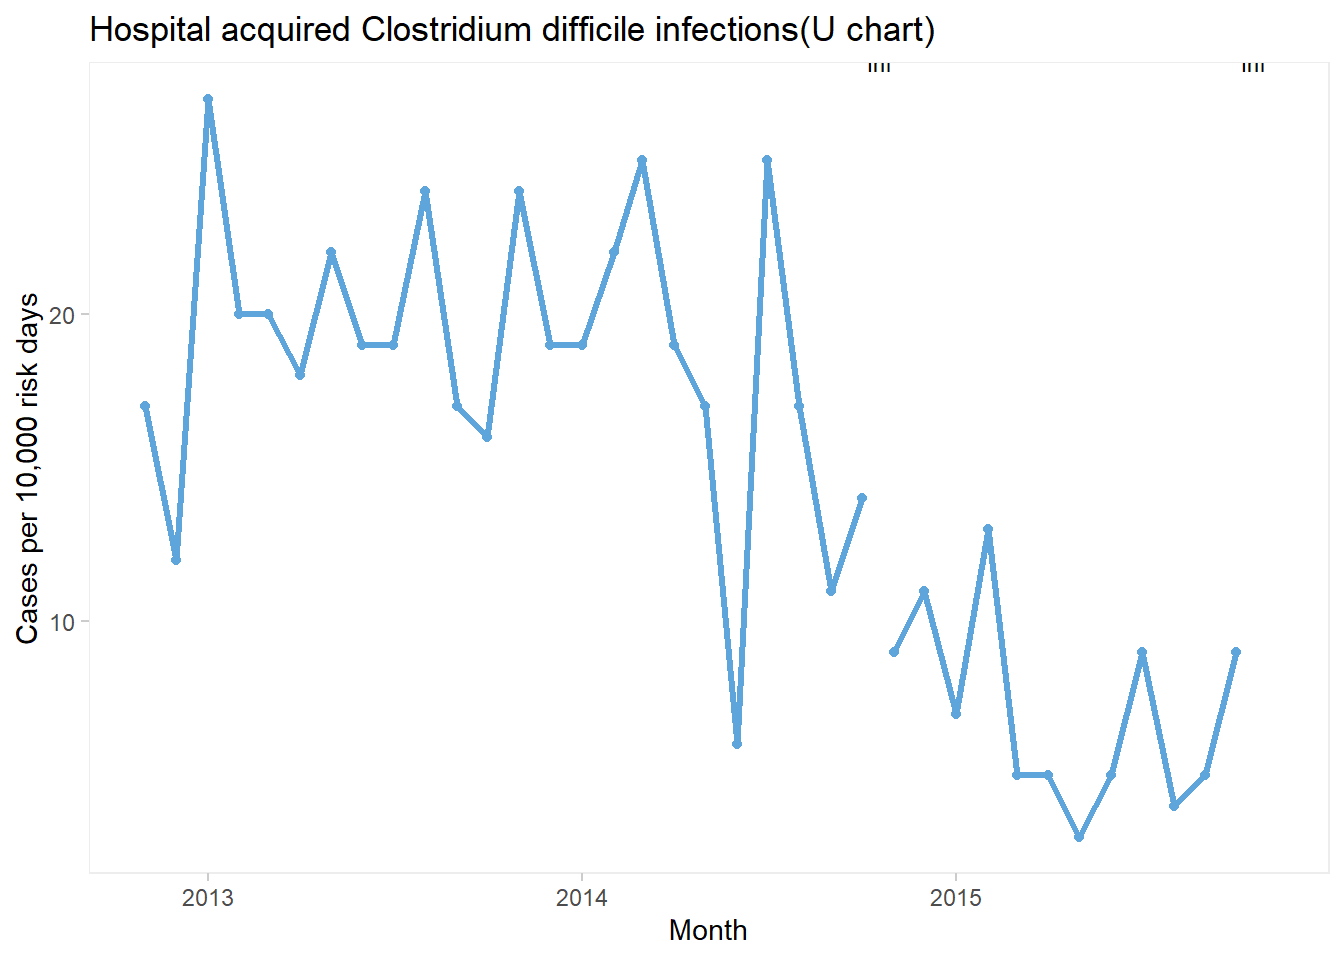 Hospital acquired Clostridium difficile infections(U chart)
Cases per 10,000 risk days
20
10
2013
2014
2015
Month